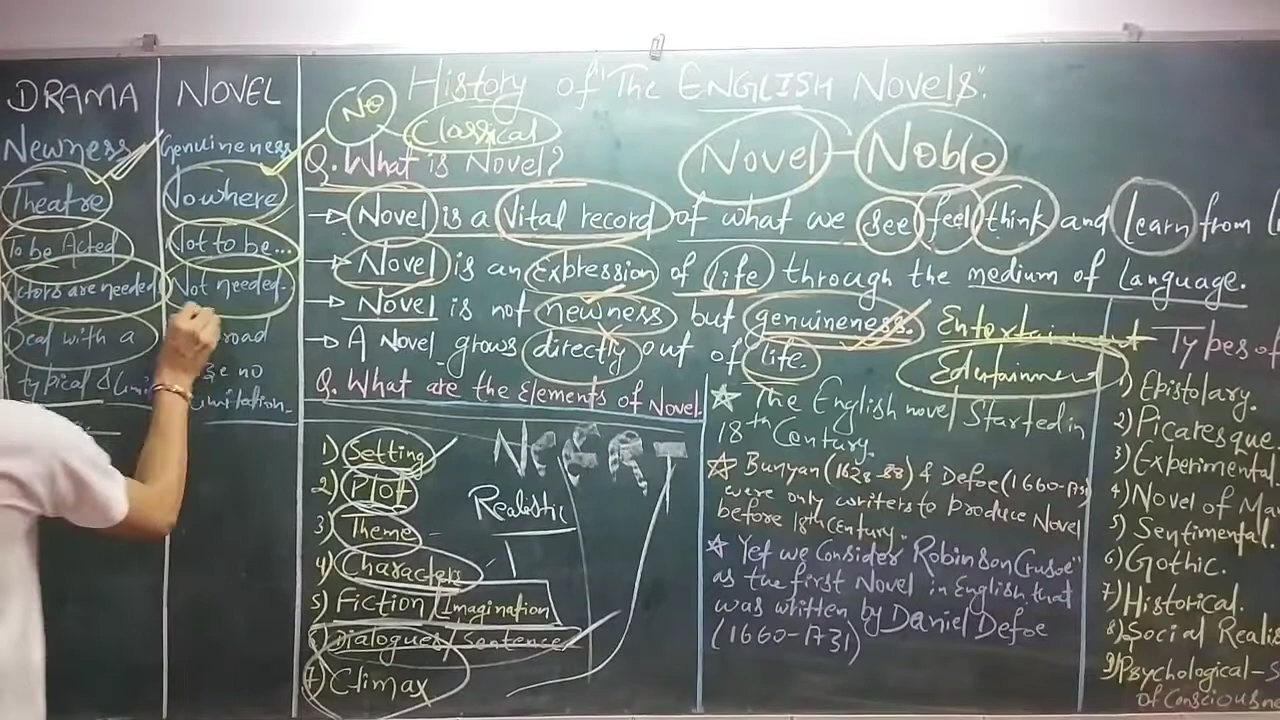 DRAMA
Newness
Theatre
To be Acted
Actors are needed
Deal with a
typical &
NOVEL
Genuineness
Nowhere
Not to be...
Not needed.
no
History of "The ENGLISH Novels."
Classical
Novel - Noble
Q. What is Novel?
→ Novel is a Vital record of what we see feel think and learn from
→ Novel is an Expression of life through the medium of language.
→ Novel is not newness but genuineness.
→ A Novel grows directly out of life.
Entertainment
Edertainment
Q. What are the Elements of Novel
1) Setting
2) Plot
3) Theme
4) Characters
5) Fiction/Imagination
6) Dialogues/Sentence
7) Climax
Realistic
☆ The English novel Started in
18th Century.
☆ Bunyan (1628-88) & Defoe (1660-1731)
were only writers to produce Novel
before 18th Century.
☆ Yet we Consider Robinson Crusoe"
as the first Novel in English that
was written by Daniel Defoe
(1660-1731)
Types of
1) Epistolary.
2) Picaresque
3) Experimental
4) Novel of
5) Sentimental.
6) Gothic.
7) Historical.
8) Social
9) Psychological-
of